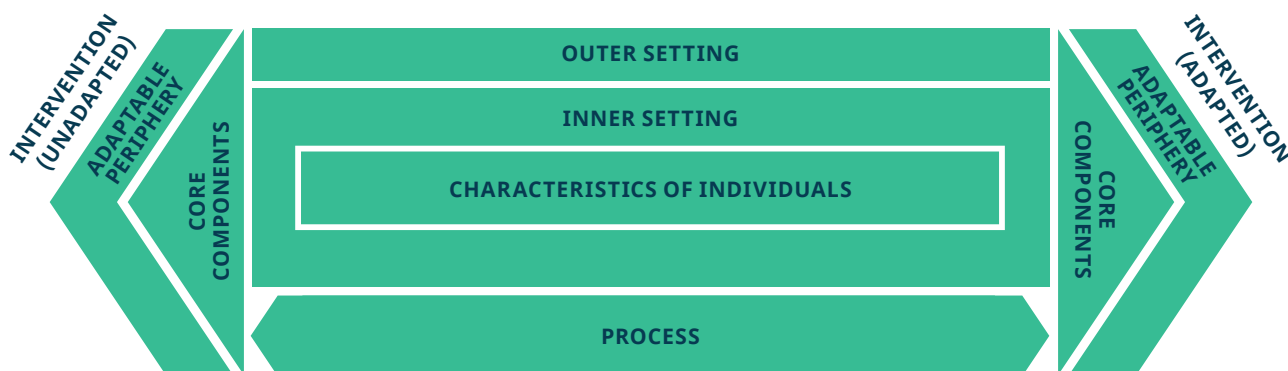 INTERVENTION
(UNADAPTED)
ADAPTABLE
PERIPHERY
CORE
COMPONENTS
OUTER SETTING
INNER SETTING
CHARACTERISTICS OF INDIVIDUALS
PROCESS
CORE
COMPONENTS
ADAPTABLE
PERIPHERY
INTERVENTION
(ADAPTED)